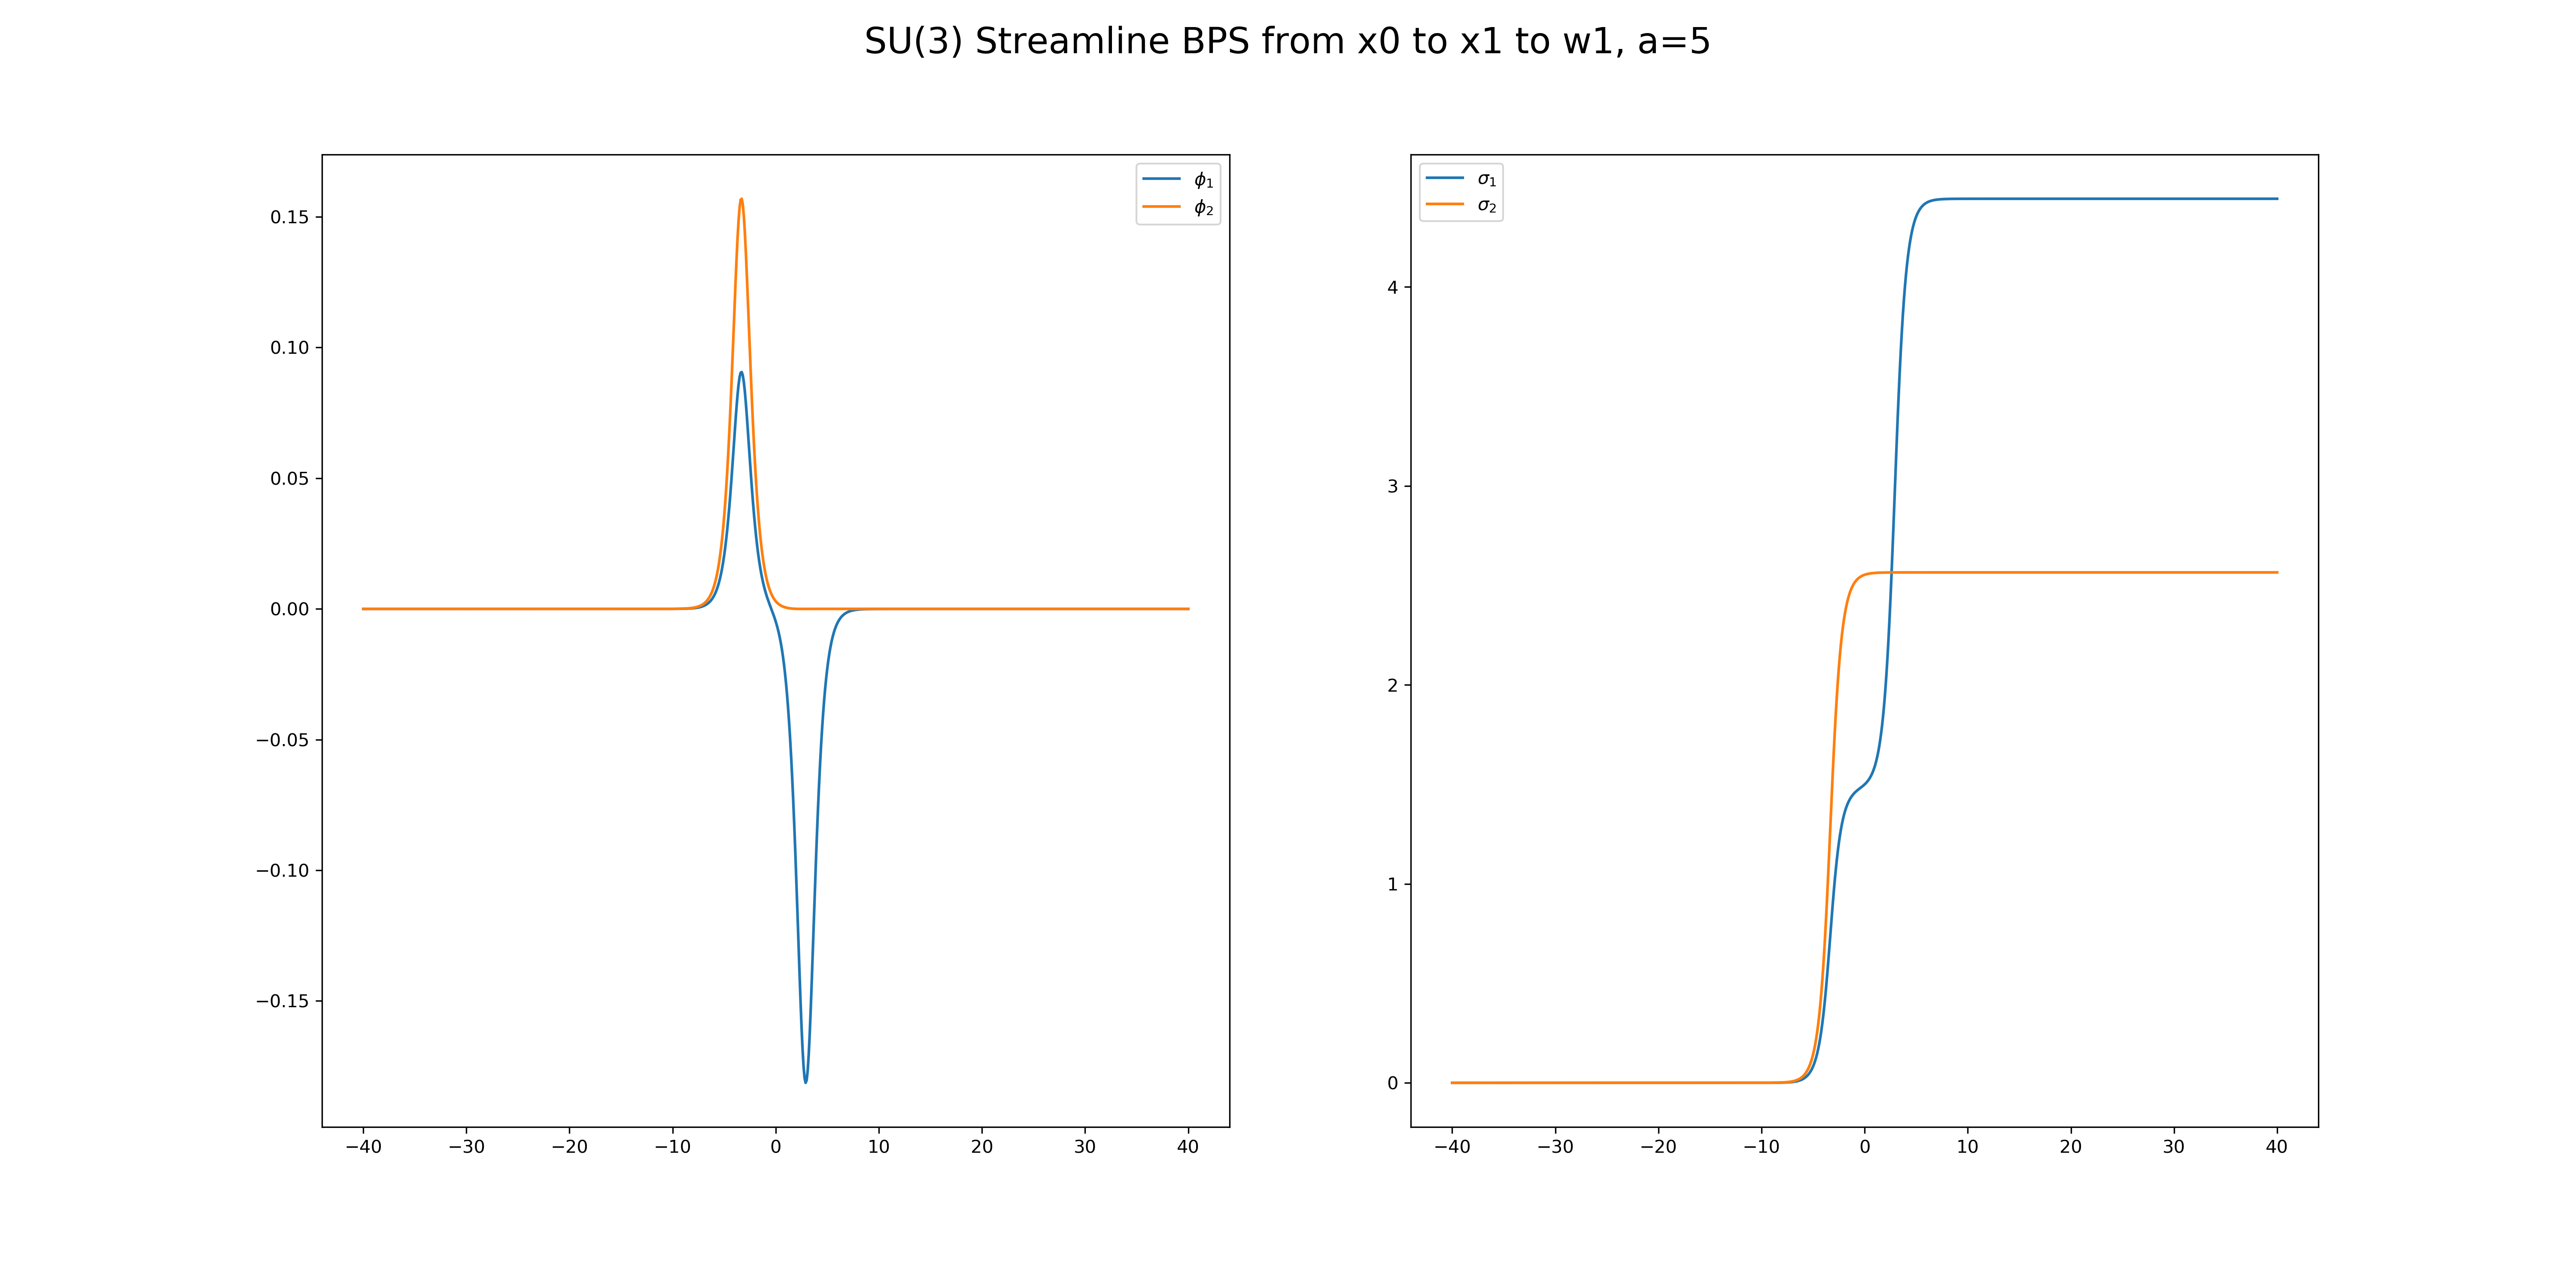 SU(3) Streamline BPS from x0 to x1 to w1, a=5
ϕ₁
ϕ₂
0.15
0.10
0.05
0.00
−0.05
−0.10
−0.15
−40 −30 −20 −10 0 10 20 30 40
σ₁
σ₂
4
3
2
1
0
−40 −30 −20 −10 0 10 20 30 40